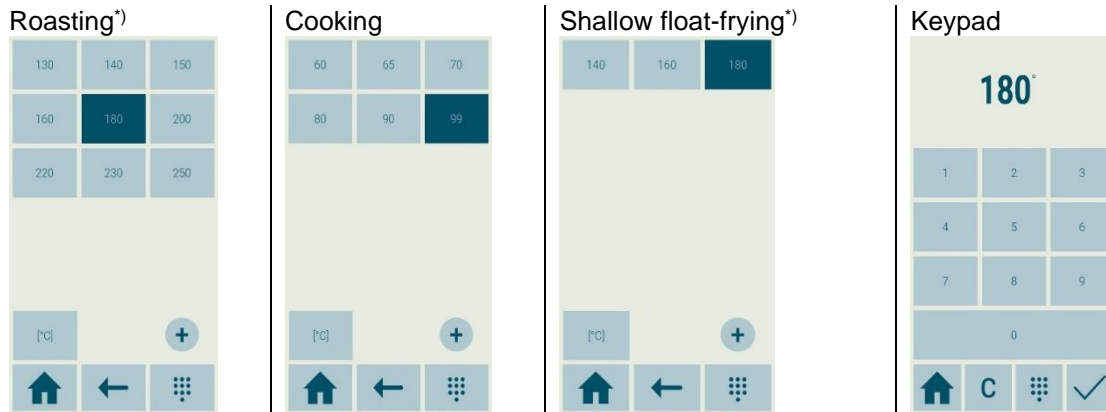 Roasting*)
130 140 150
160 180 200
220 230 250
[°C]
+
Cooking
60 65 70
80 90 99
[°C]
+
Shallow float-frying*)
140 160 180
[°C]
+
Keypad
180°
1 2 3
4 5 6
7 8 9
0
C